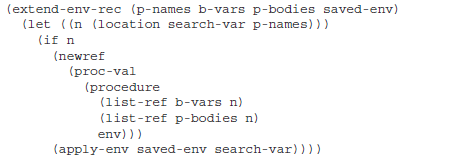 (extend-env-rec (p-names b-vars p-bodies saved-env)
(let ((n (location search-var p-names)))
(if n
(newref
(proc-val
(procedure
(list-ref b-vars n)
(list-ref p-bodies n)
env)))
(apply-env saved-env search-var))))